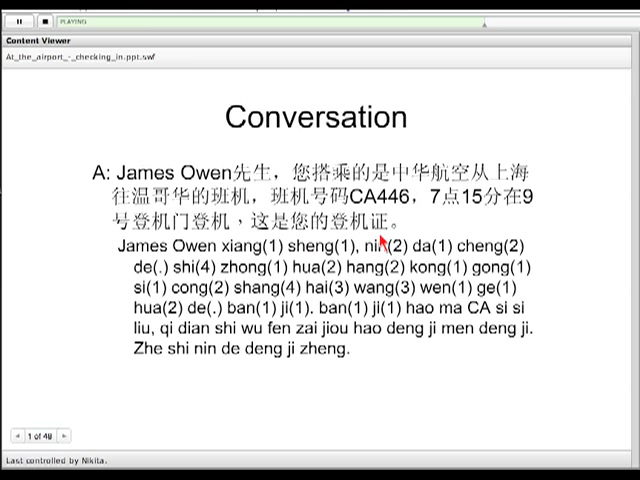 PLAYING
Content Viewer
At_the_airport_-_checking_in.ppt.swf
Conversation
A: James Owen先生，您搭乘的是中华航空从上海
往温哥华的班机，班机号码CA446，7点15分在9
号登机门登机，这是您的登机证。
James Owen xiang(1) sheng(1), nin(2) da(1) cheng(2)
de(.) shi(4) zhong(1) hua(2) hang(2) kong(1) gong(1)
si(1) cong(2) shang(4) hai(3) wang(3) wen(1) ge(1)
hua(2) de(.) ban(1) ji(1). ban(1) ji(1) hao ma CA si si
liu, qi dian shi wu fen zai jiou hao deng ji men deng ji.
Zhe shi nin de deng ji zheng.
1 of 48
Last controlled by Nikita.